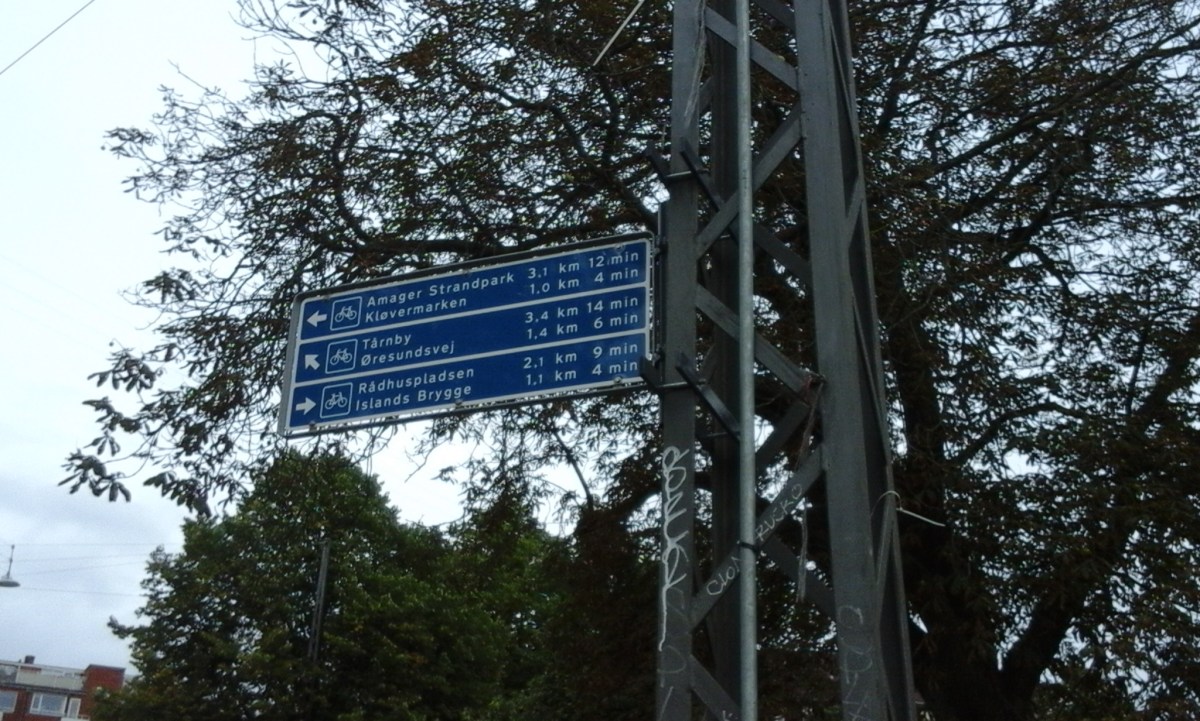 Amager Strandpark 3,1 km 12 min
Kløvermarken 1,0 km 4 min
Tårnby 3,4 km 14 min
Øresundsvej 1,4 km 6 min
Rådhuspladsen 2,1 km 9 min
Islands Brygge 1,1 km 4 min